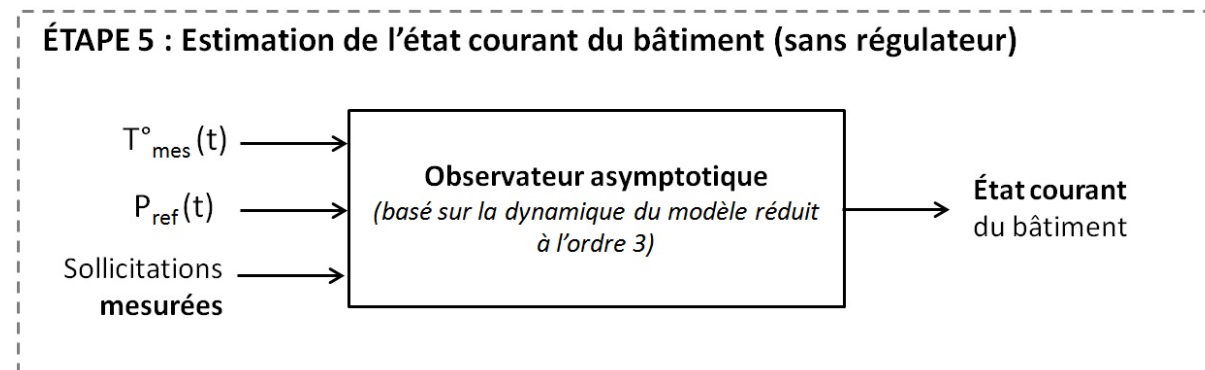 ÉTAPE 5 : Estimation de l’état courant du bâtiment (sans régulateur)
T°mes(t)
Pref(t)
Sollicitations
mesurées
Observateur asymptotique
(basé sur la dynamique du modèle réduit
à l’ordre 3)
État courant
du bâtiment